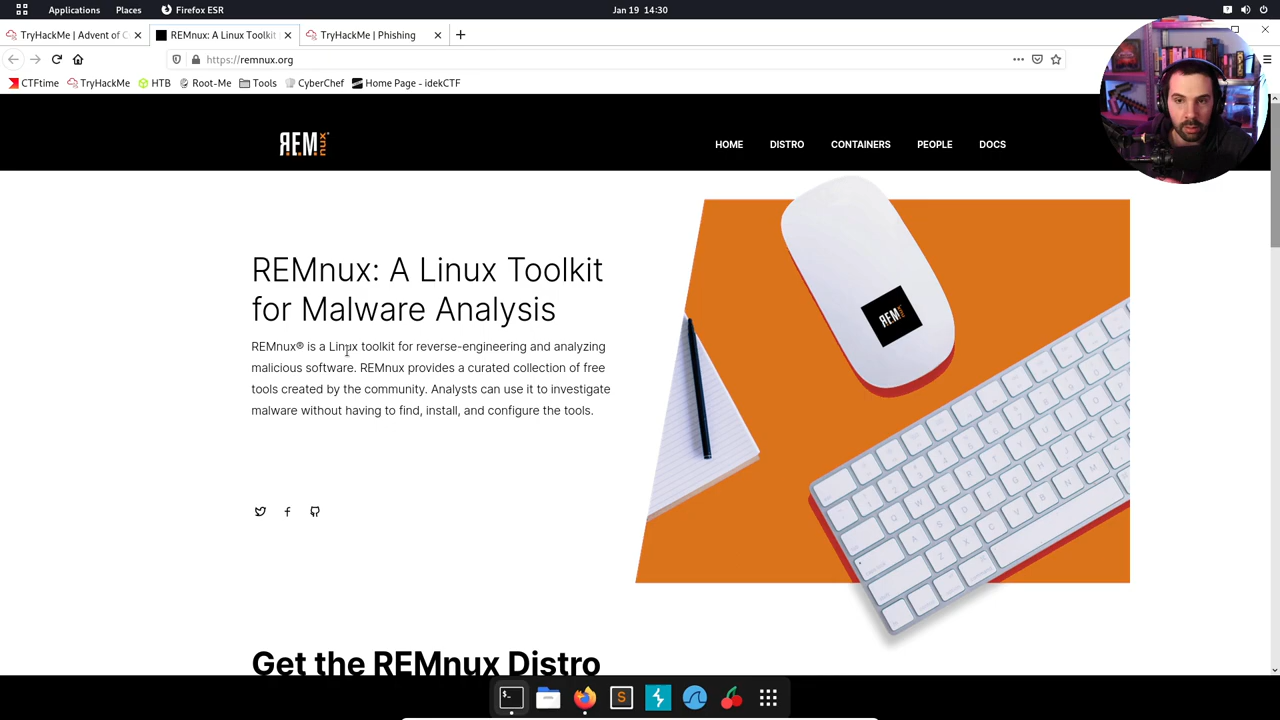 Applications Places Firefox ESR Jan 19 14:30
TryHackMe | Advent of C REMnux: A Linux Toolkit TryHackMe | Phishing
https://remnux.org
CTFtime TryHackMe HTB Root-Me Tools CyberChef Home Page - idekCTF
REM nux HOME DISTRO CONTAINERS PEOPLE DOCS
REMnux: A Linux Toolkit
for Malware Analysis
REMnux® is a Linux toolkit for reverse-engineering and analyzing
malicious software. REMnux provides a curated collection of free
tools created by the community. Analysts can use it to investigate
malware without having to find, install, and configure the tools.
Get the REMnux Distro